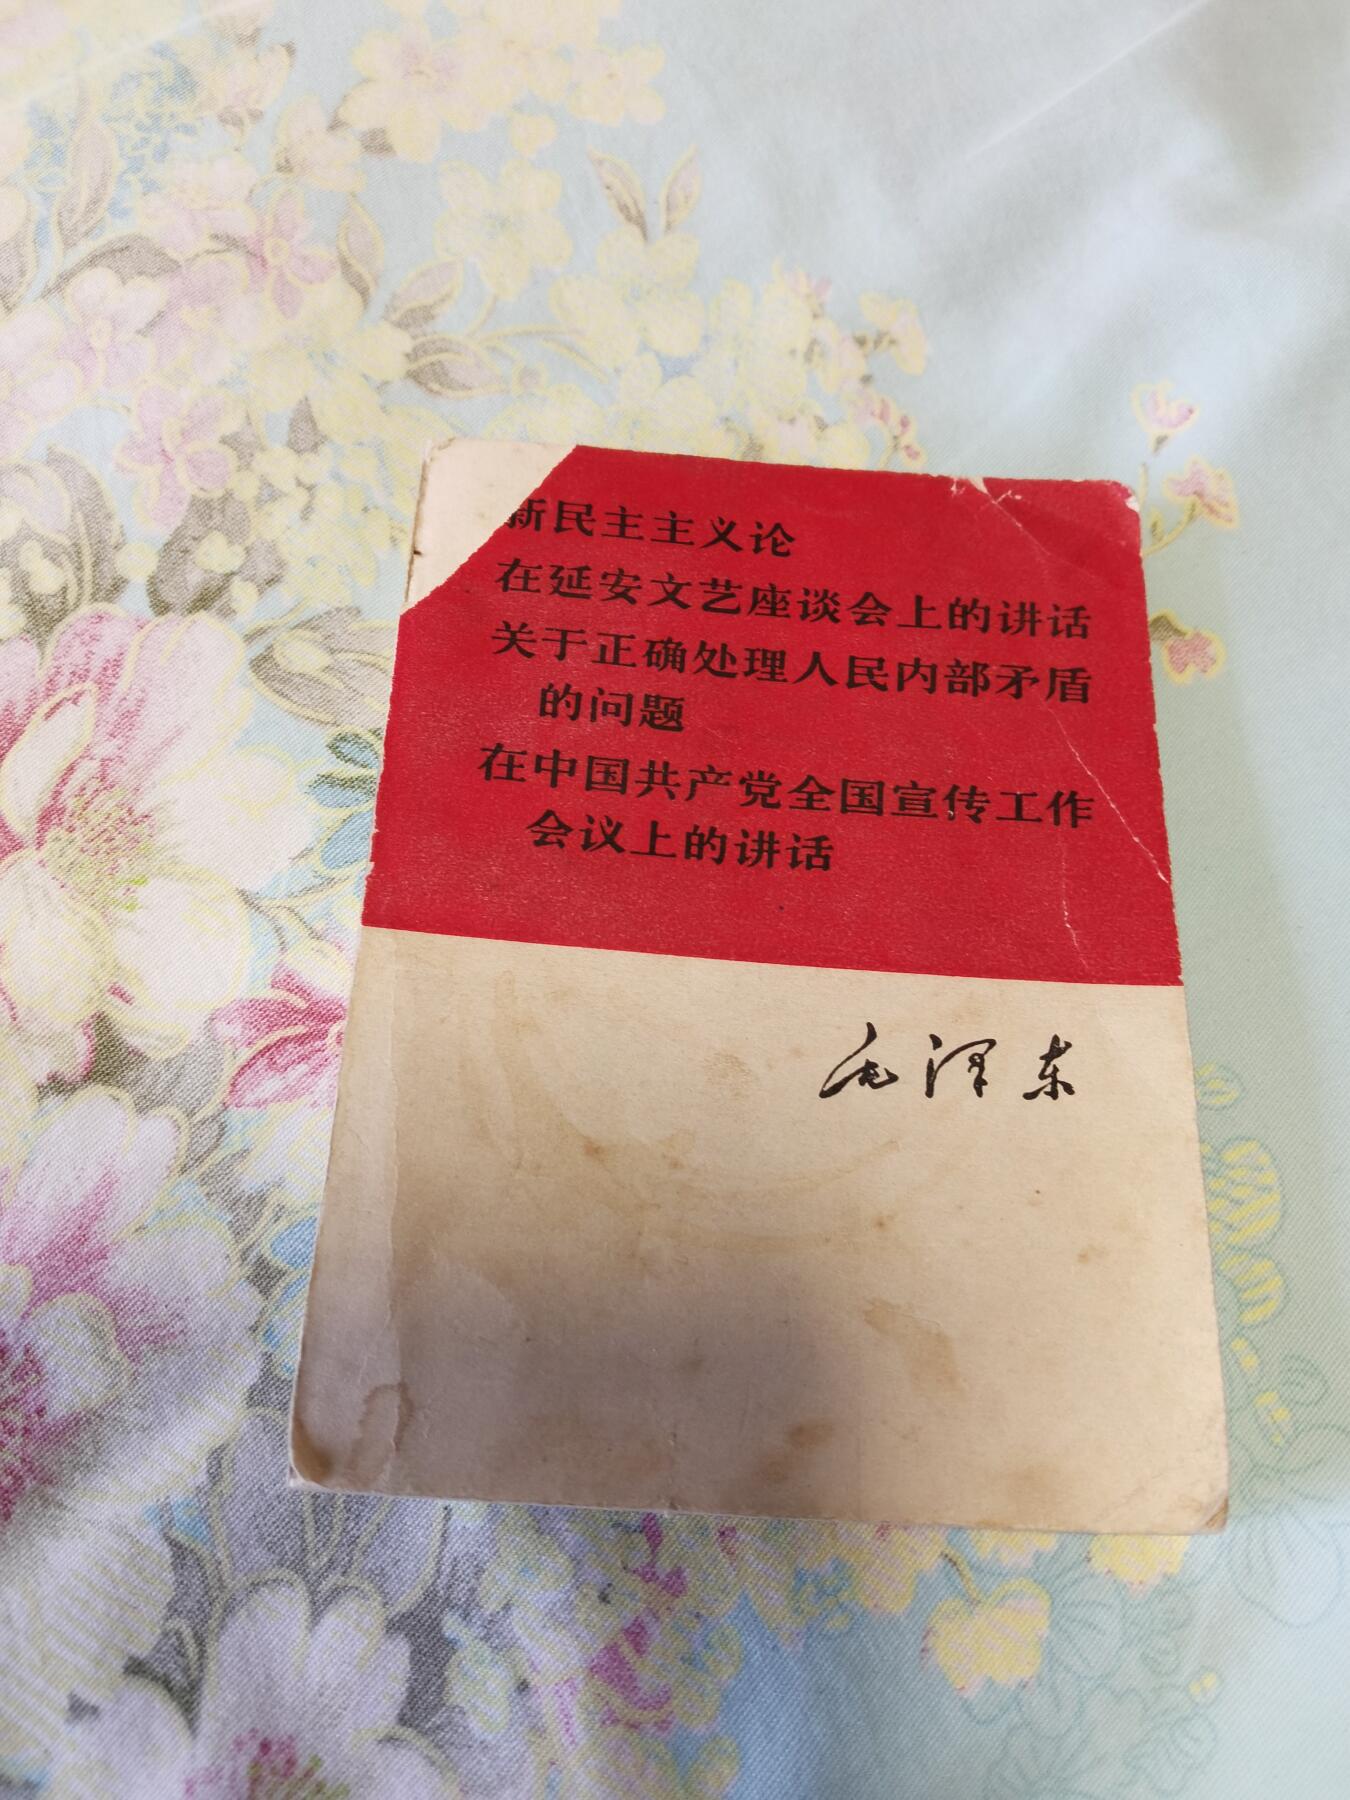 新民主主义论
在延安文艺座谈会上的讲话
关于正确处理人民内部矛盾
的问题
在中国共产党全国宣传工作
会议上的讲话
毛泽东